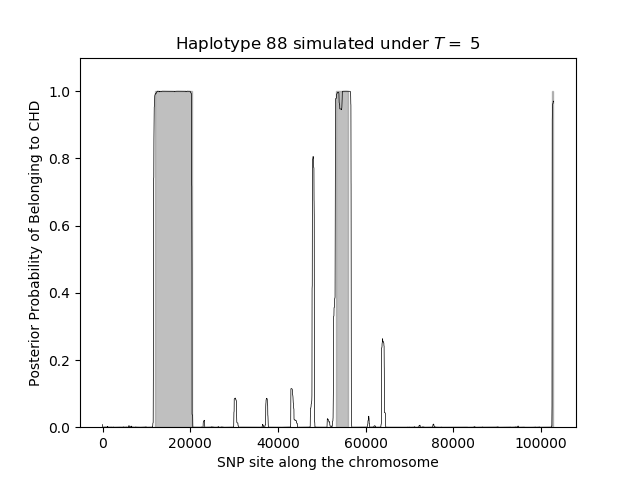 Haplotype 88 simulated under T = 5
Posterior Probability of Belonging to CHD
1.0
0.8
0.6
0.4
0.2
0.0
0 20000 40000 60000 80000 100000
SNP site along the chromosome